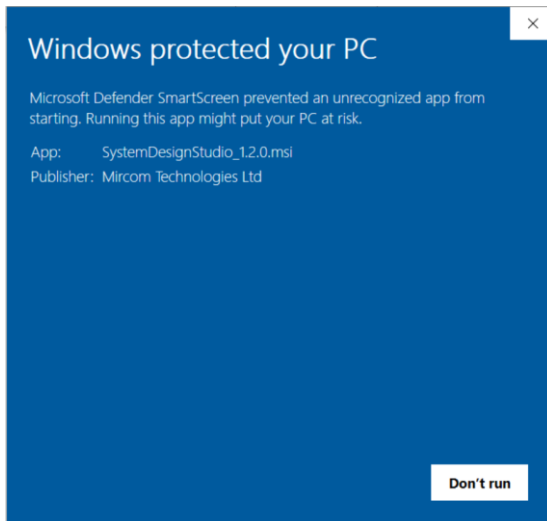 Windows protected your PC
Microsoft Defender SmartScreen prevented an unrecognized app from
starting. Running this app might put your PC at risk.
App: SystemDesignStudio_1.2.0.msi
Publisher: Mircom Technologies Ltd
Don't run